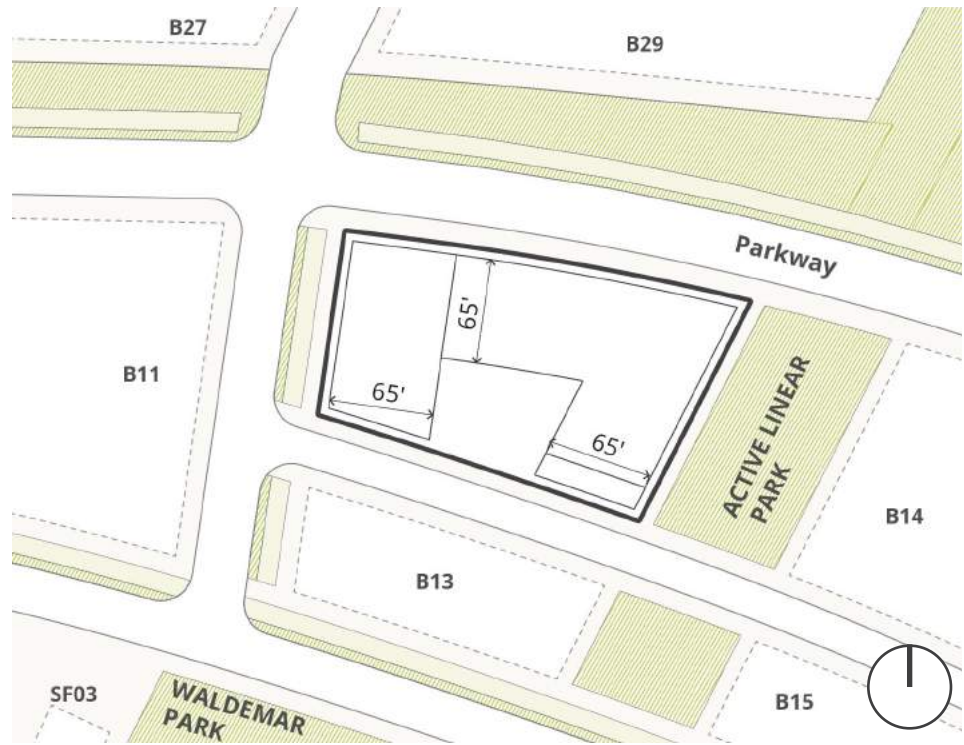 B27
B29
Parkway
65'
B11
65'
65'
ACTIVE LINEAR
PARK
B14
B13
SF03
WALDEMAR
PARK
B15